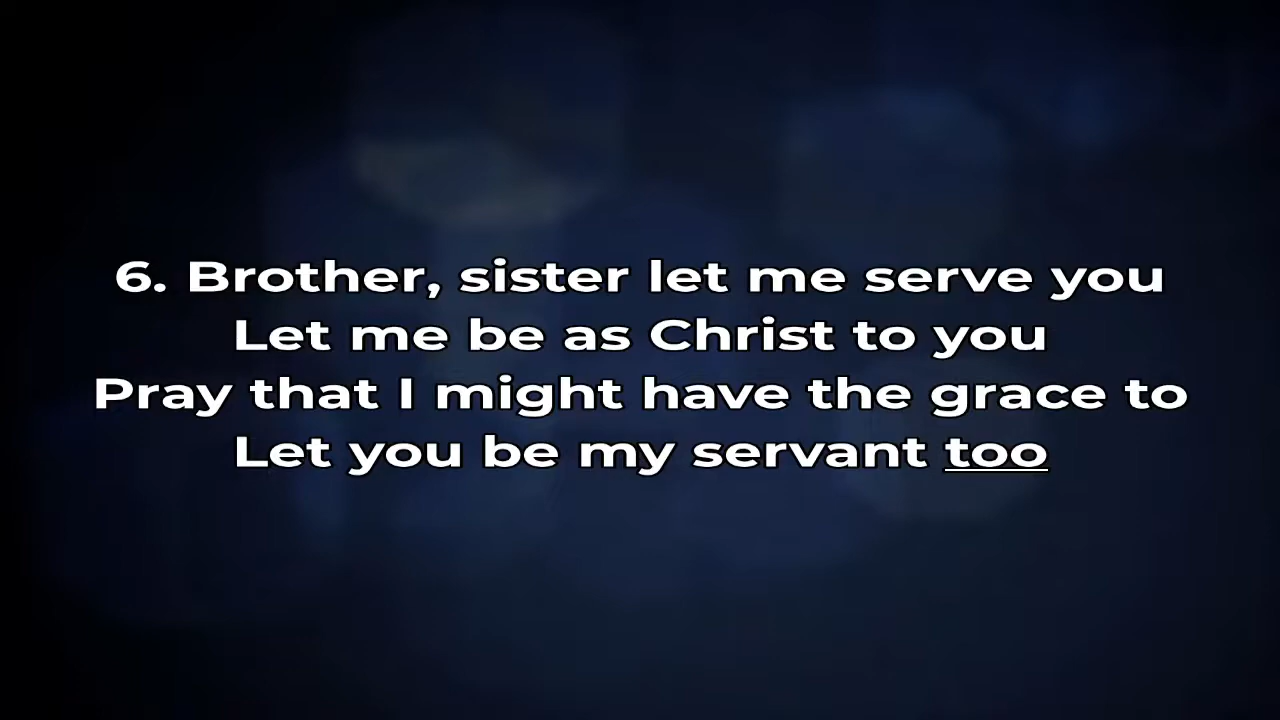 6. Brother, sister let me serve you
Let me be as Christ to you
Pray that I might have the grace to
Let you be my servant too